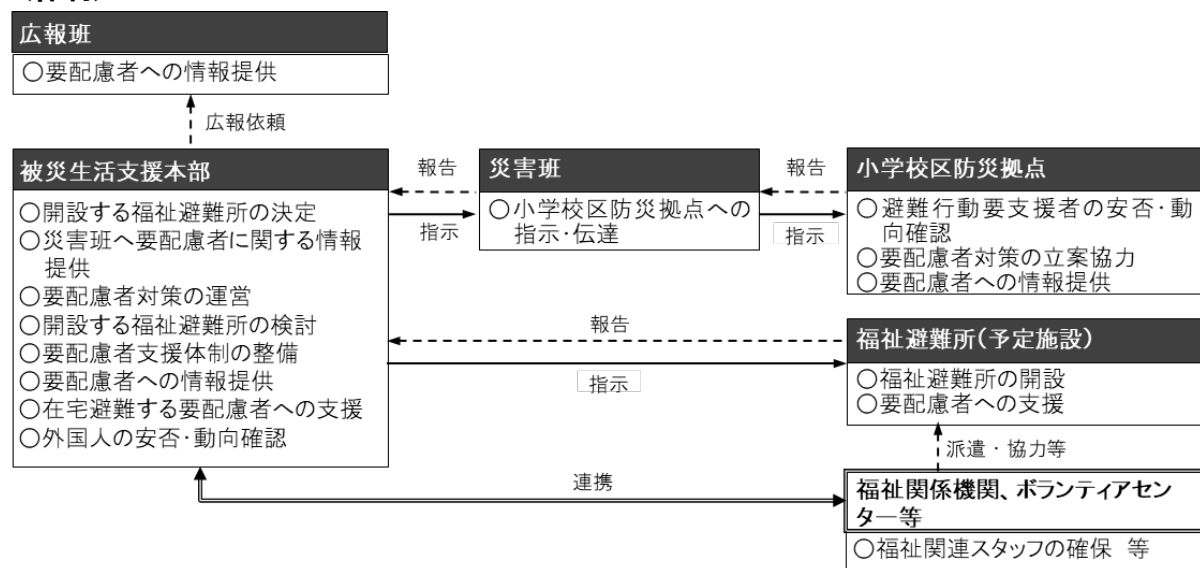 広報班
○要配慮者への情報提供
広報依頼
被災生活支援本部
○開設する福祉避難所の決定
○災害班へ要配慮者に関する情報
提供
○要配慮者対策の運営
○開設する福祉避難所の検討
○要配慮者支援体制の整備
○要配慮者への情報提供
○在宅避難する要配慮者への支援
○外国人の安否・動向確認
報告
指示
災害班
○小学校区防災拠点への
指示・伝達
報告
指示
小学校区防災拠点
○避難行動要支援者の安否・動
向確認
○要配慮者対策の立案協力
○要配慮者への情報提供
報告
指示
福祉避難所(予定施設)
○福祉避難所の開設
○要配慮者への支援
派遣・協力等
連携
福祉関係機関、ボランティアセン
ター等
○福祉関連スタッフの確保 等